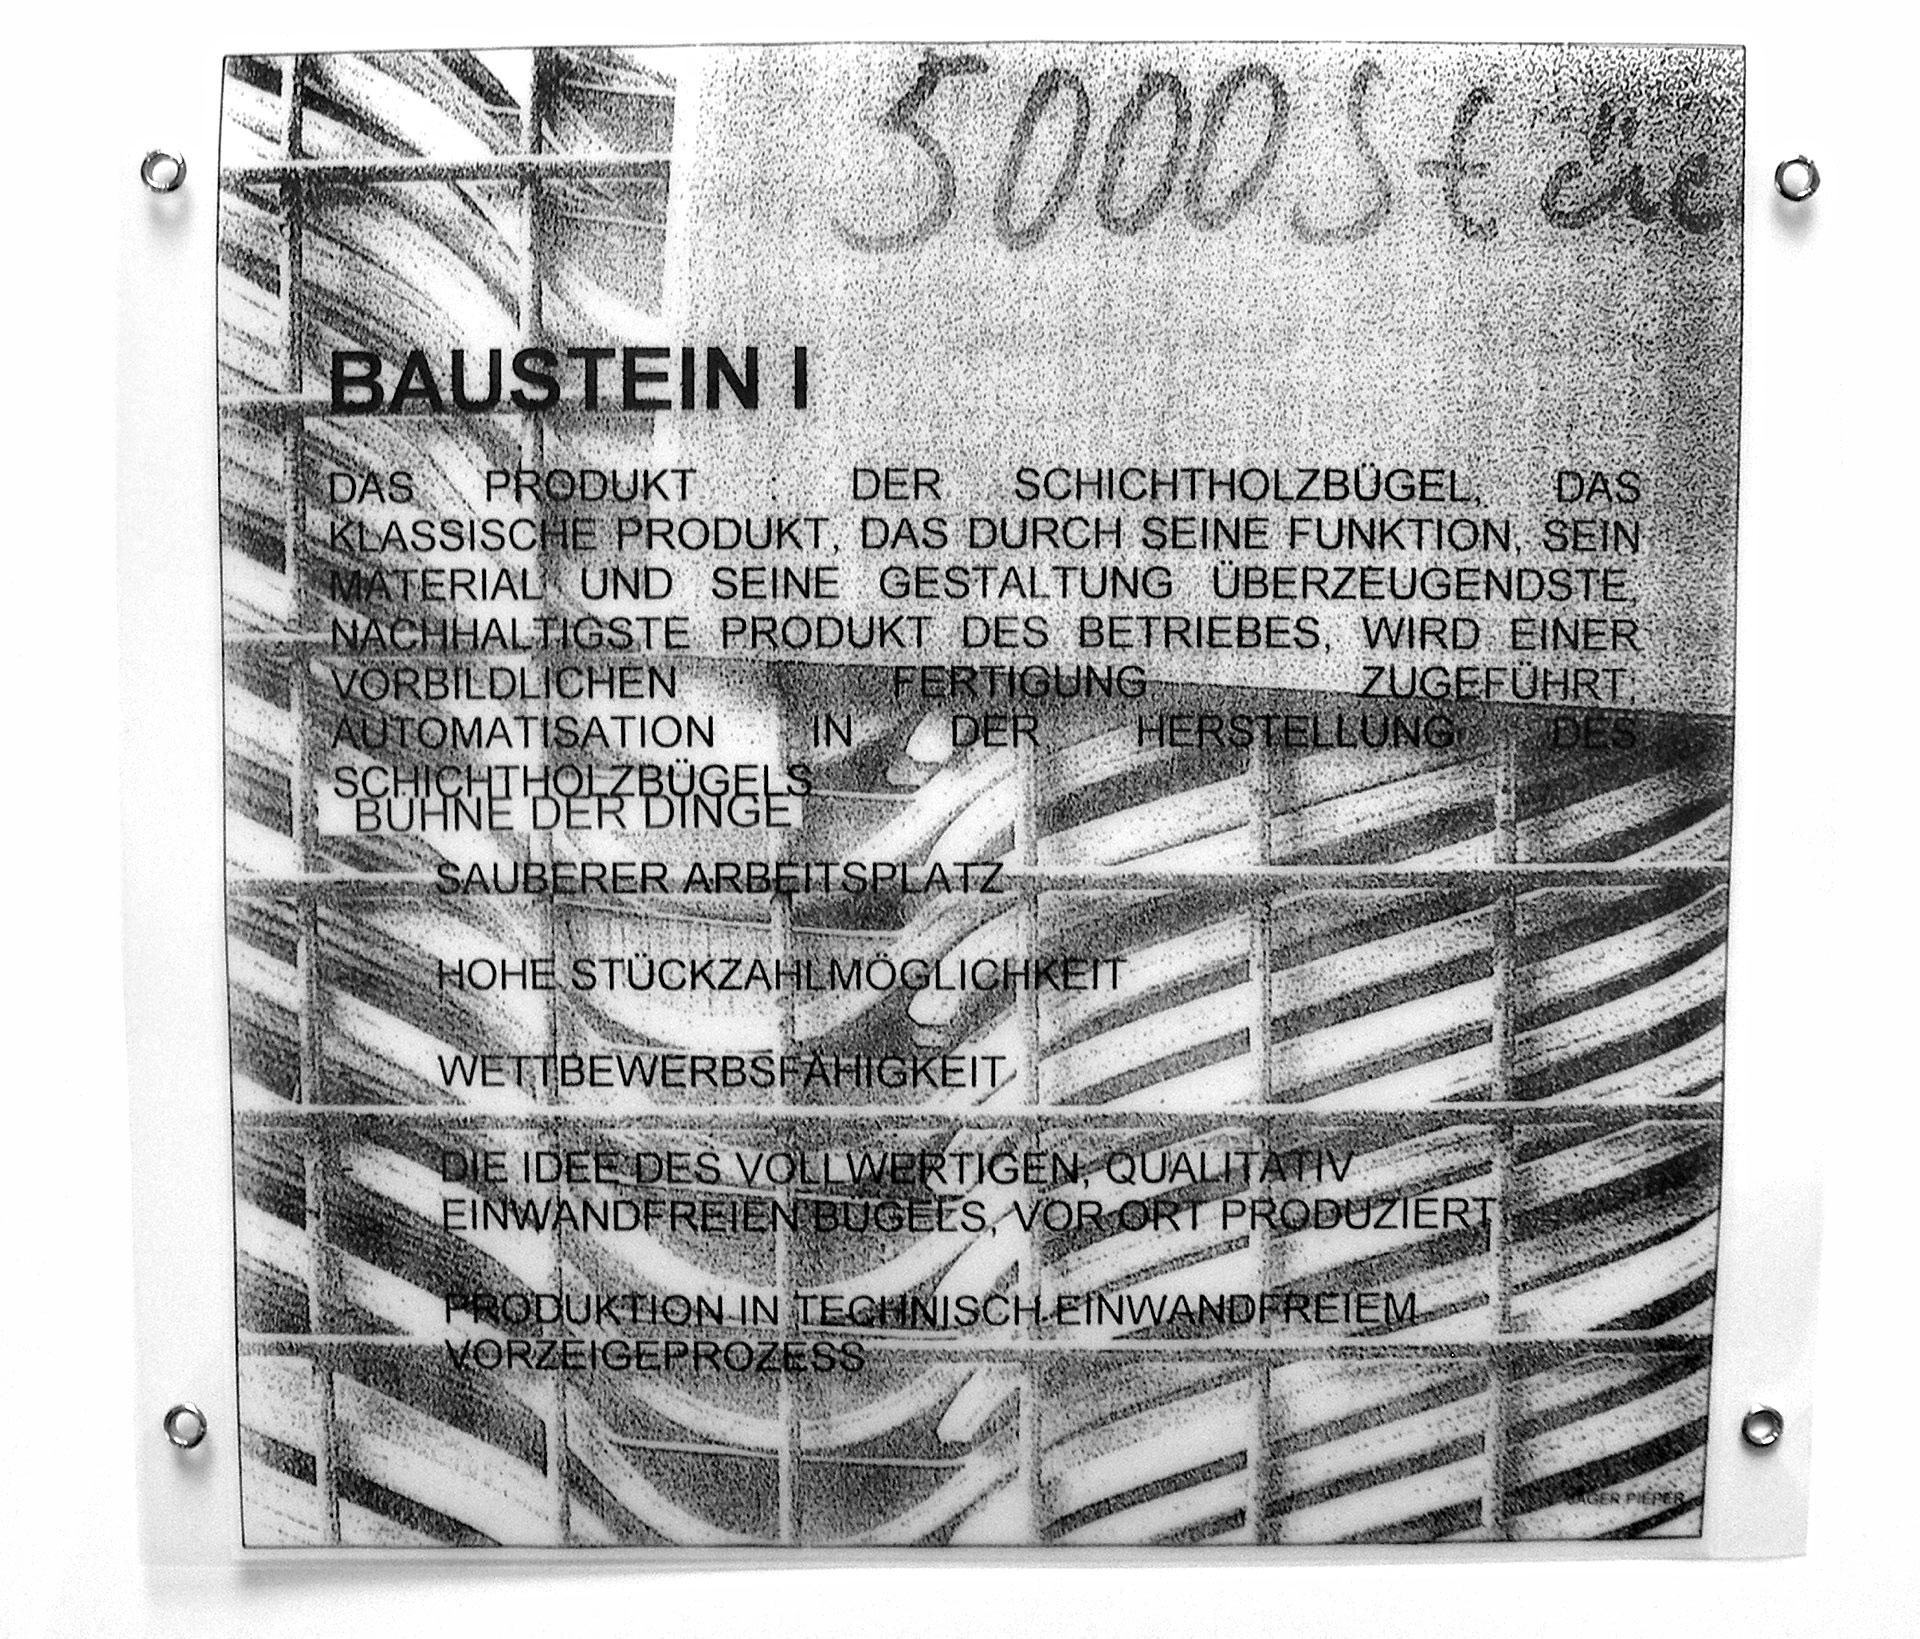 5000 Stüc
BAUSTEIN I
DAS PRODUKT : DER SCHICHTHOLZBÜGEL, DAS
KLASSISCHE PRODUKT, DAS DURCH SEINE FUNKTION, SEIN
MATERIAL UND SEINE GESTALTUNG ÜBERZEUGENDSTE,
NACHHALTIGSTE PRODUKT DES BETRIEBES, WIRD EINER
VORBILDLICHEN FERTIGUNG ZUGEFÜHRT;
AUTOMATISATION IN DER HERSTELLUNG DES
SCHICHTHOLZBÜGELS
BÜHNE DER DINGE
SAUBERER ARBEITSPLATZ
HOHE STÜCKZAHLMÖGLICHKEIT
WETTBEWERBSFÄHIGKEIT
DIE IDEE DES VOLLWERTIGEN, QUALITATIV
EINWANDFREIEN BÜGELS, VOR ORT PRODUZIERT
PRODUKTION IN TECHNISCH EINWANDFREIEM
VORZEIGEPROZESS
JÄGER PIEPER